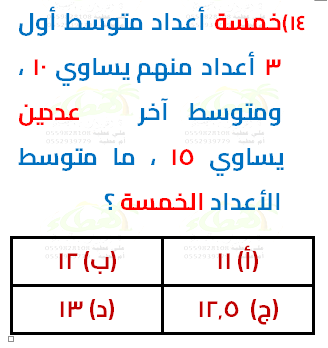 ١٤) خمسة أعداد متوسط أول
٣ أعداد منهم يساوي ١٠ ،
ومتوسط آخر عددين
يساوي ١٥ ، ما متوسط
الأعداد الخمسة ؟
(أ) ١١ (ب) ١٢
(ج) ١٢,٥ (د) ١٣